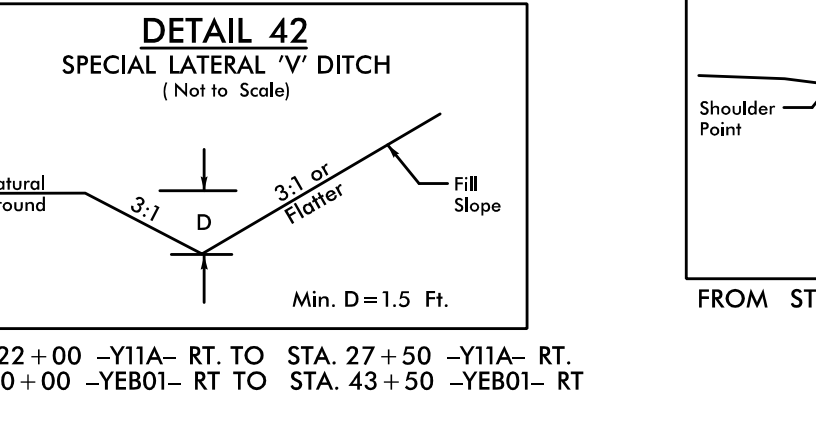 DETAIL 42
SPECIAL LATERAL 'V' DITCH
( Not to Scale)
3:1
D
3:1 or
Flatter
Fill
Slope
Min. D=1.5 Ft.
22+00 -Y11A- RT. TO STA. 27+50 -Y11A- RT.
0+00 -YEB01- RT TO STA. 43+50 -YEB01- RT
Shoulder
Point
FROM ST